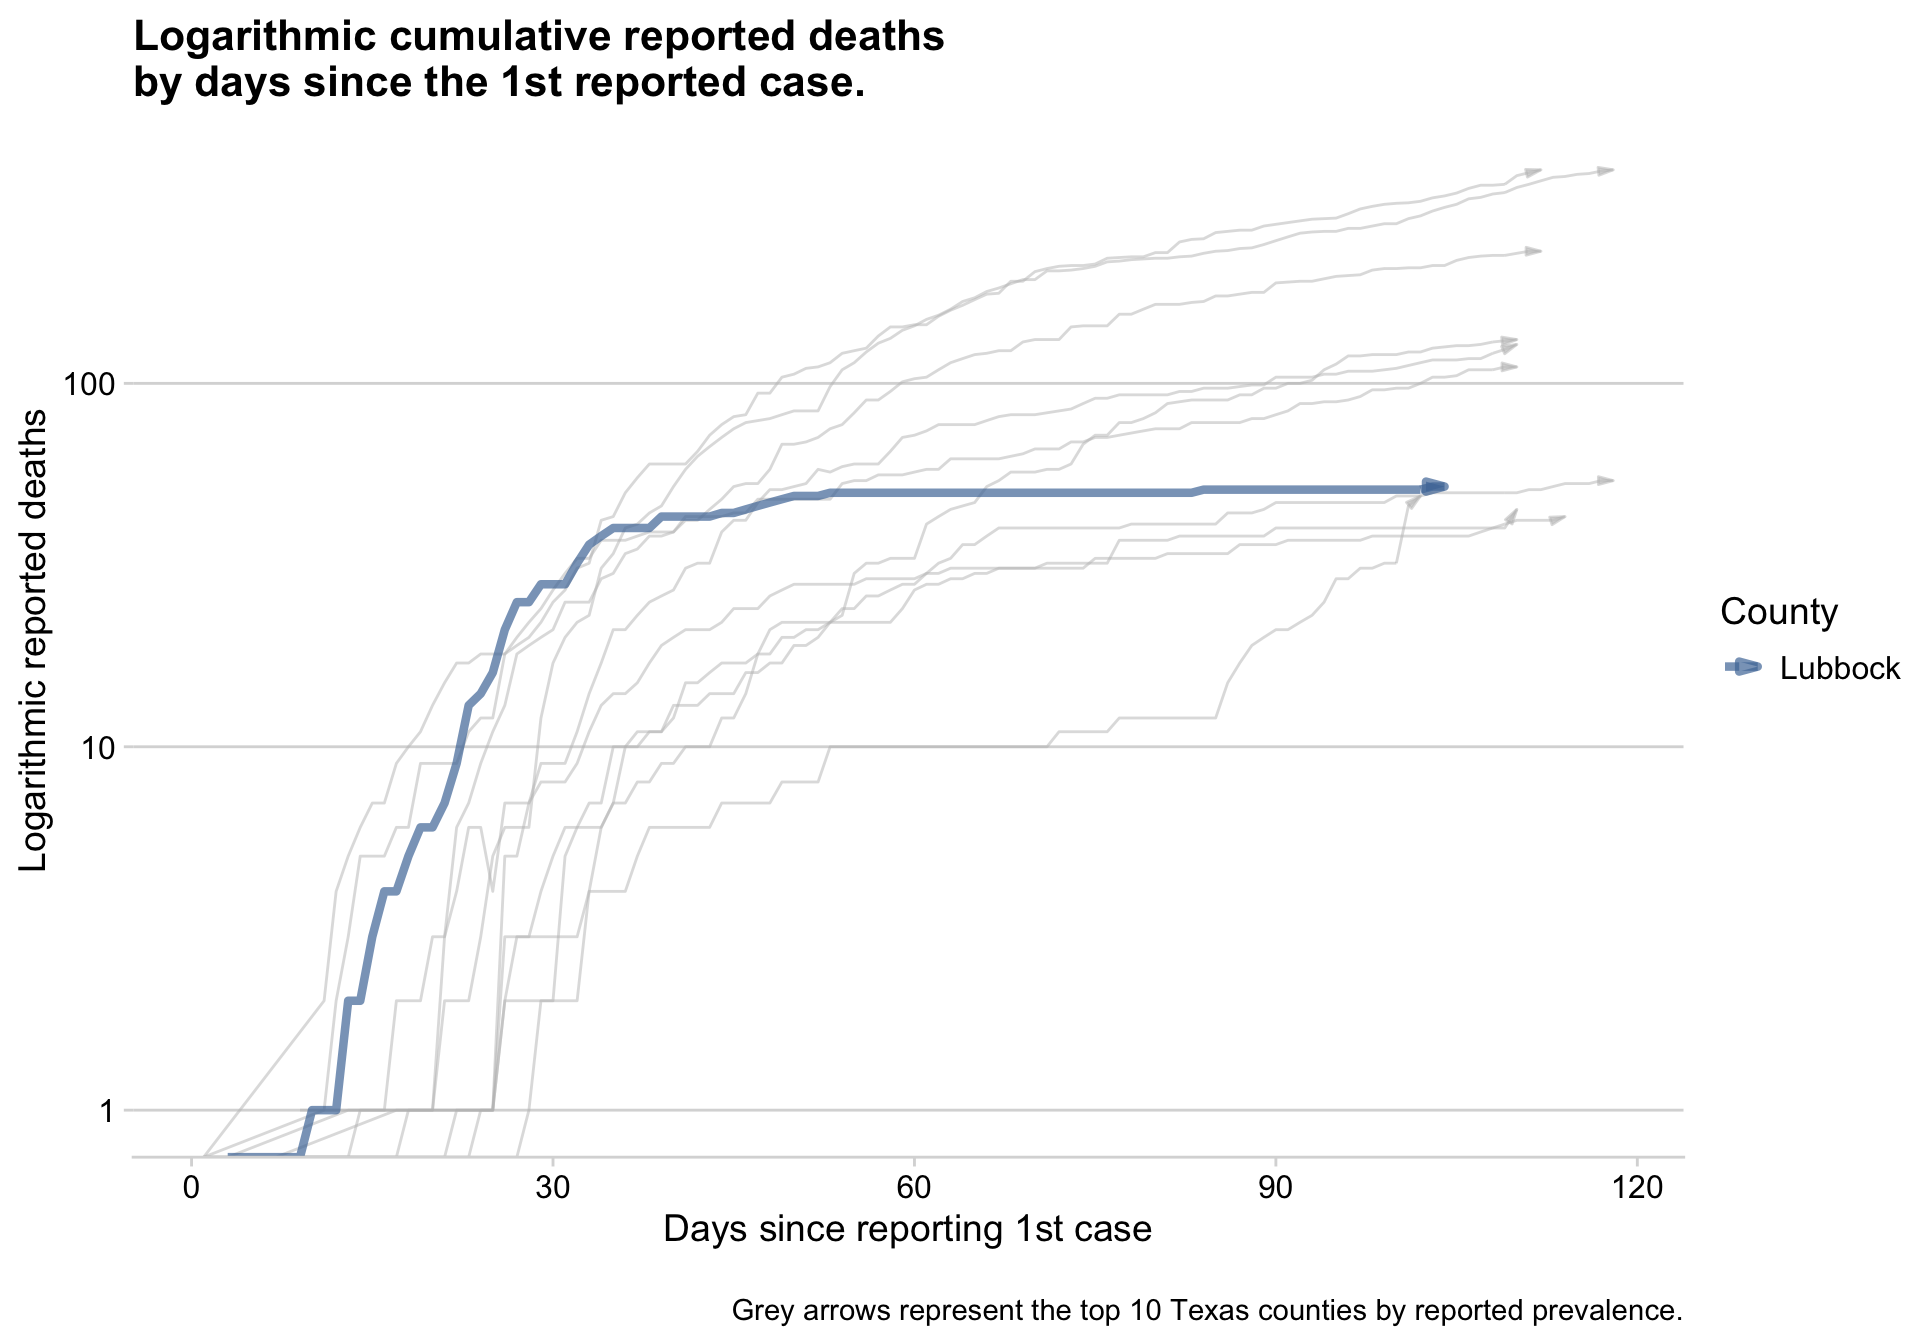 Logarithmic cumulative reported deaths
by days since the 1st reported case.
Logarithmic reported deaths
100
10
1
0 30 60 90 120
Days since reporting 1st case
County
Lubbock
Grey arrows represent the top 10 Texas counties by reported prevalence.